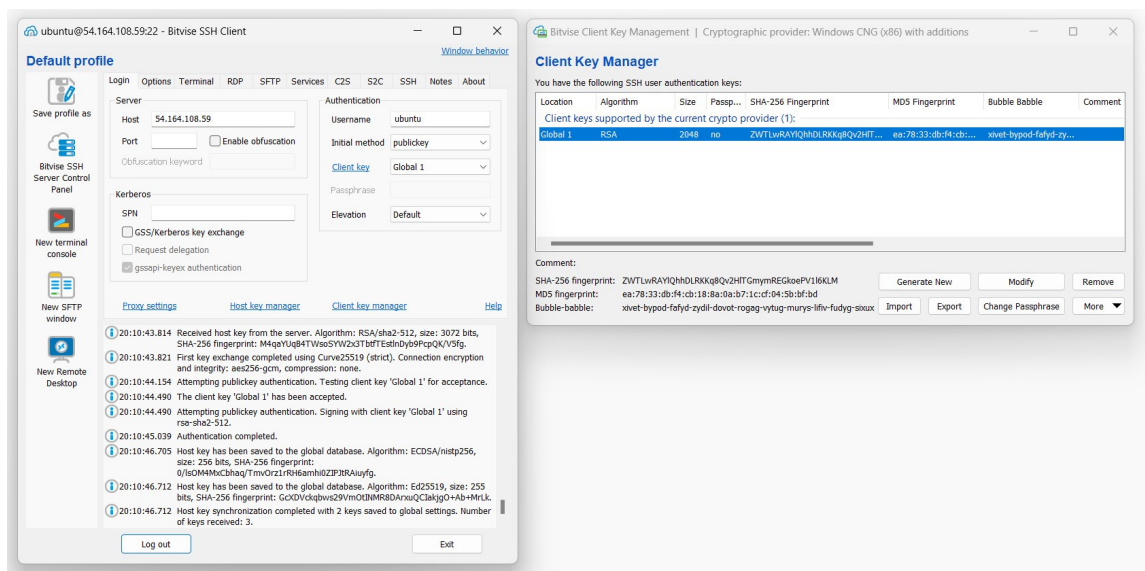 ubuntu@54.164.108.59:22 - Bitvise SSH Client
Default profile
Window behavior
Save profile as
Bitvise SSH
Server Control
Panel
New terminal
console
New SFTP
window
New Remote
Desktop
Login Options Terminal RDP SFTP Services C2S S2C SSH Notes About
Server
Host 54.164.108.59
Port Enable obfuscation
Obfuscation keyword
Kerberos
SPN
GSS/Kerberos key exchange
Request delegation
gssapi-keyex authentication
Authentication
Username ubuntu
Initial method publickey
Client key Global 1
Passphrase
Elevation Default
Proxy settings Host key manager Client key manager Help
20:10:43.814 Received host key from the server. Algorithm: RSA/sha2-512, size: 3072 bits,
SHA-256 fingerprint: M4qaYUqB4TWsoSYW2x3TbtfTEstlnDyb9PcpQK/V5fg.
20:10:43.821 First key exchange completed using Curve25519 (strict). Connection encryption
and integrity: aes256-gcm, compression: none.
20:10:44.154 Attempting publickey authentication. Testing client key 'Global 1' for acceptance.
20:10:44.490 The client key 'Global 1' has been accepted.
20:10:44.490 Attempting publickey authentication. Signing with client key 'Global 1' using
rsa-sha2-512.
20:10:45.039 Authentication completed.
20:10:46.705 Host key has been saved to the global database. Algorithm: ECDSA/nistp256,
size: 256 bits, SHA-256 fingerprint:
0/lsOM4MxCbhaq/TmvOrz1rRH6amhi0ZIPJtRAiuyfg.
20:10:46.712 Host key has been saved to the global database. Algorithm: Ed25519, size: 255
bits, SHA-256 fingerprint: GcXDVckqbws29VmOtINMR8DArxuQCIakjgO+Ab+MrLk.
20:10:46.712 Host key synchronization completed with 2 keys saved to global settings. Number
of keys received: 3.
Log out Exit
Bitvise Client Key Management | Cryptographic provider: Windows CNG (x86) with additions
Client Key Manager
You have the following SSH user authentication keys:
Location Algorithm Size Passp... SHA-256 Fingerprint MD5 Fingerprint Bubble Babble Comment
Client keys supported by the current crypto provider (1):
Global 1 RSA 2048 no ZWTLwRAYlQhhDLRKKq8Qv2HlT... ea:78:33:db:f4:cb:... xivet-bypod-fafyd-zy...
Comment:
SHA-256 fingerprint: ZWTLwRAYlQhhDLRKKq8Qv2HlTGmymREGkoePV1l6KLM
MD5 fingerprint: ea:78:33:db:f4:cb:18:8a:0a:b7:1c:cf:04:5b:bf:bd
Bubble-babble: xivet-bypod-fafyd-zydil-dovot-rogag-vytug-murys-lifiv-fudyg-sixux
Generate New Modify Remove
Import Export Change Passphrase More